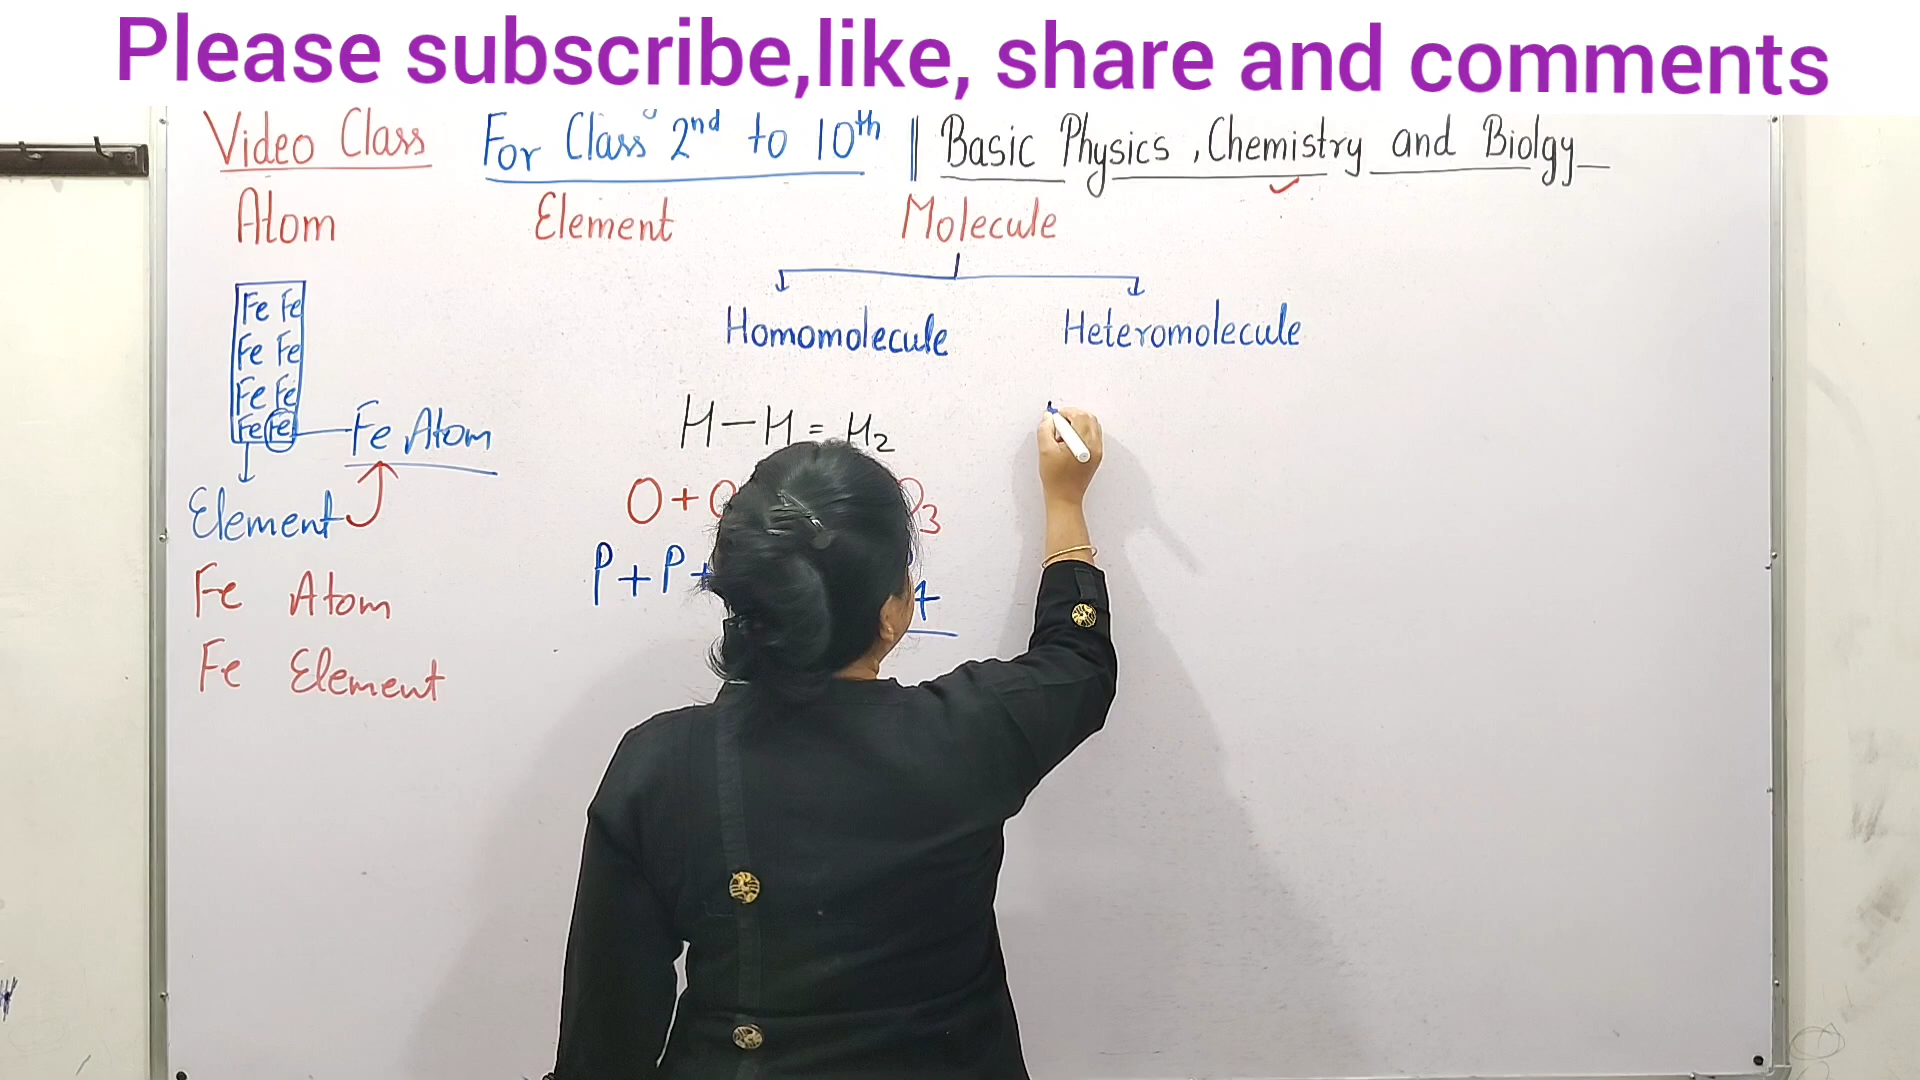 Please subscribe,like, share and comments
Video Class For Class 2nd to 10th || Basic Physics, Chemistry and Biolgy
Atom Element Molecule
Homomolecule Heteromolecule
Fe Fe
Fe Fe
Fe Fe
Fe Fe Fe Atom
Element
Fe Atom
Fe Element
H-H = H2
O+O 3
P+P+ 4